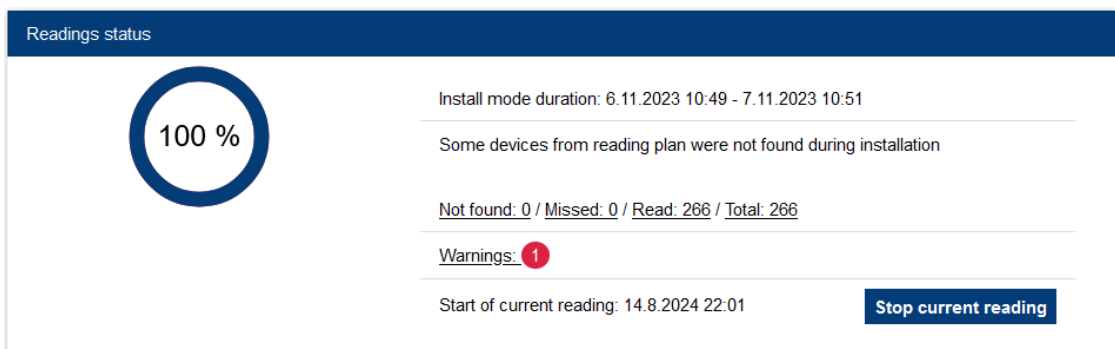 Readings status
100 %
Install mode duration: 6.11.2023 10:49 - 7.11.2023 10:51
Some devices from reading plan were not found during installation
Not found: 0 / Missed: 0 / Read: 266 / Total: 266
Warnings: 1
Start of current reading: 14.8.2024 22:01
Stop current reading